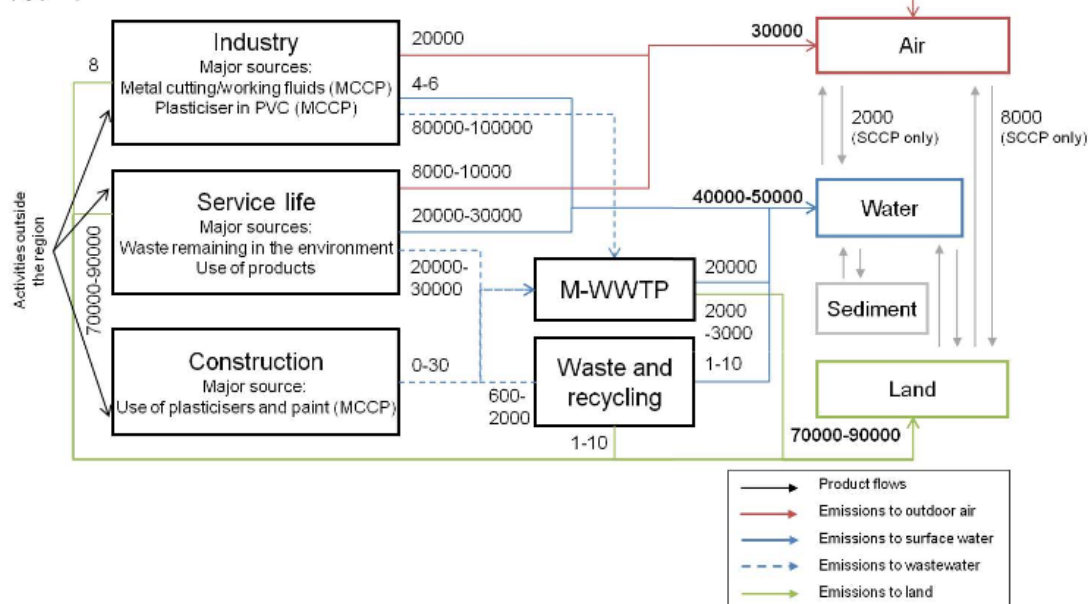 Industry
Major sources:
Metal cutting/working fluids (MCCP)
Plasticiser in PVC (MCCP)
8
20000
4-6
80000-100000
30000
Air
2000
(SCCP only)
8000
(SCCP only)
Service life
Major sources:
Waste remaining in the environment
Use of products
8000-10000
20000-30000
20000-
30000
40000-50000
Water
Activities outside
the region
70000-90000
M-WWTP
20000
2000
-3000
Sediment
Construction
Major source:
Use of plasticisers and paint (MCCP)
0-30
Waste and
recycling
600-
2000
1-10
1-10
Land
70000-90000
Product flows
Emissions to outdoor air
Emissions to surface water
Emissions to wastewater
Emissions to land